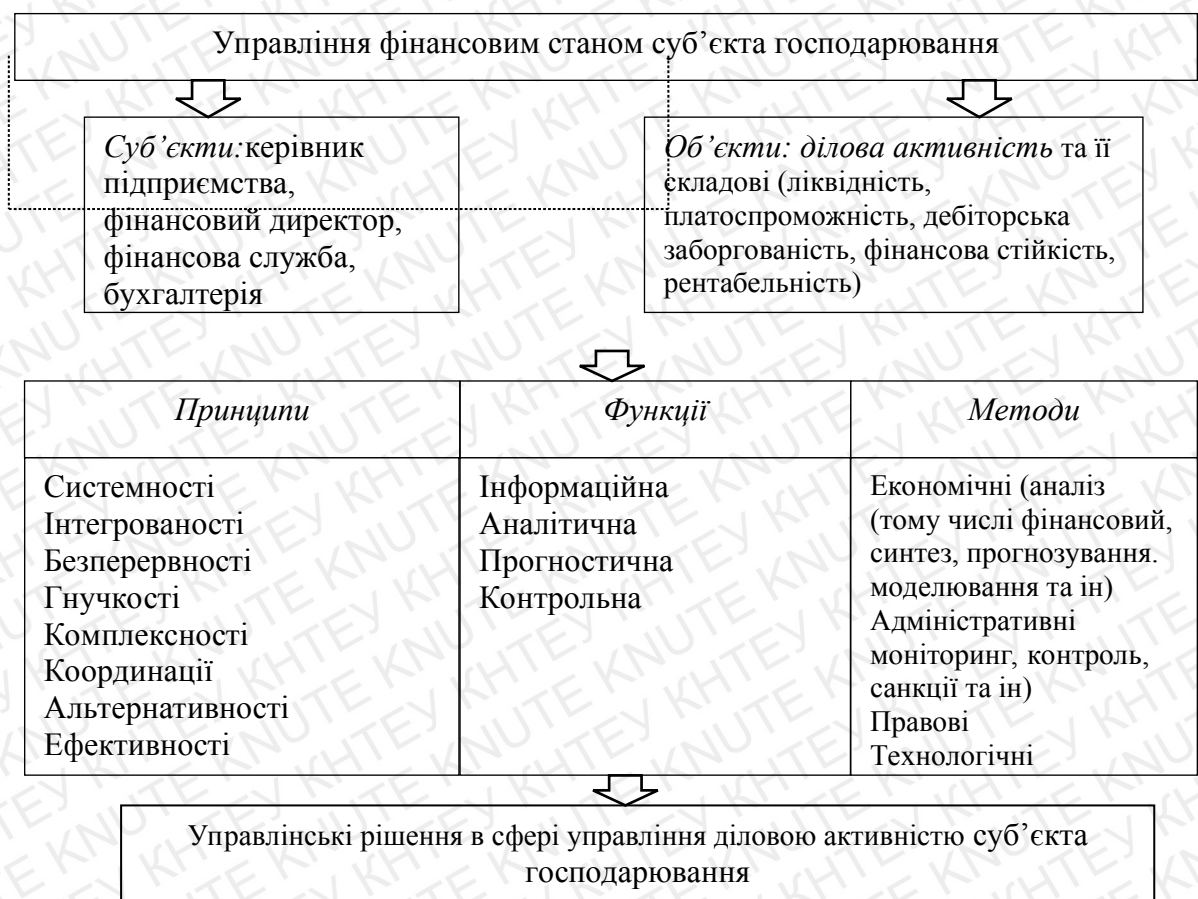 Управління фінансовим станом суб’єкта господарювання
Суб’єкти:керівник
підприємства,
фінансовий директор,
фінансова служба,
бухгалтерія
Об’єкти: ділова активність та її
складові (ліквідність,
платоспроможність, дебіторська
заборгованість, фінансова стійкість,
рентабельність)
Принципи
Функції
Методи
Системності
Інтегрованості
Безперервності
Гнучкості
Комплексності
Координації
Альтернативності
Ефективності
Інформаційна
Аналітична
Прогностична
Контрольна
Економічні (аналіз
(тому числі фінансовий,
синтез, прогнозування.
моделювання та ін)
Адміністративні
моніторинг, контроль,
санкції та ін)
Правові
Технологічні
Управлінські рішення в сфері управління діловою активністю суб’єкта
господарювання